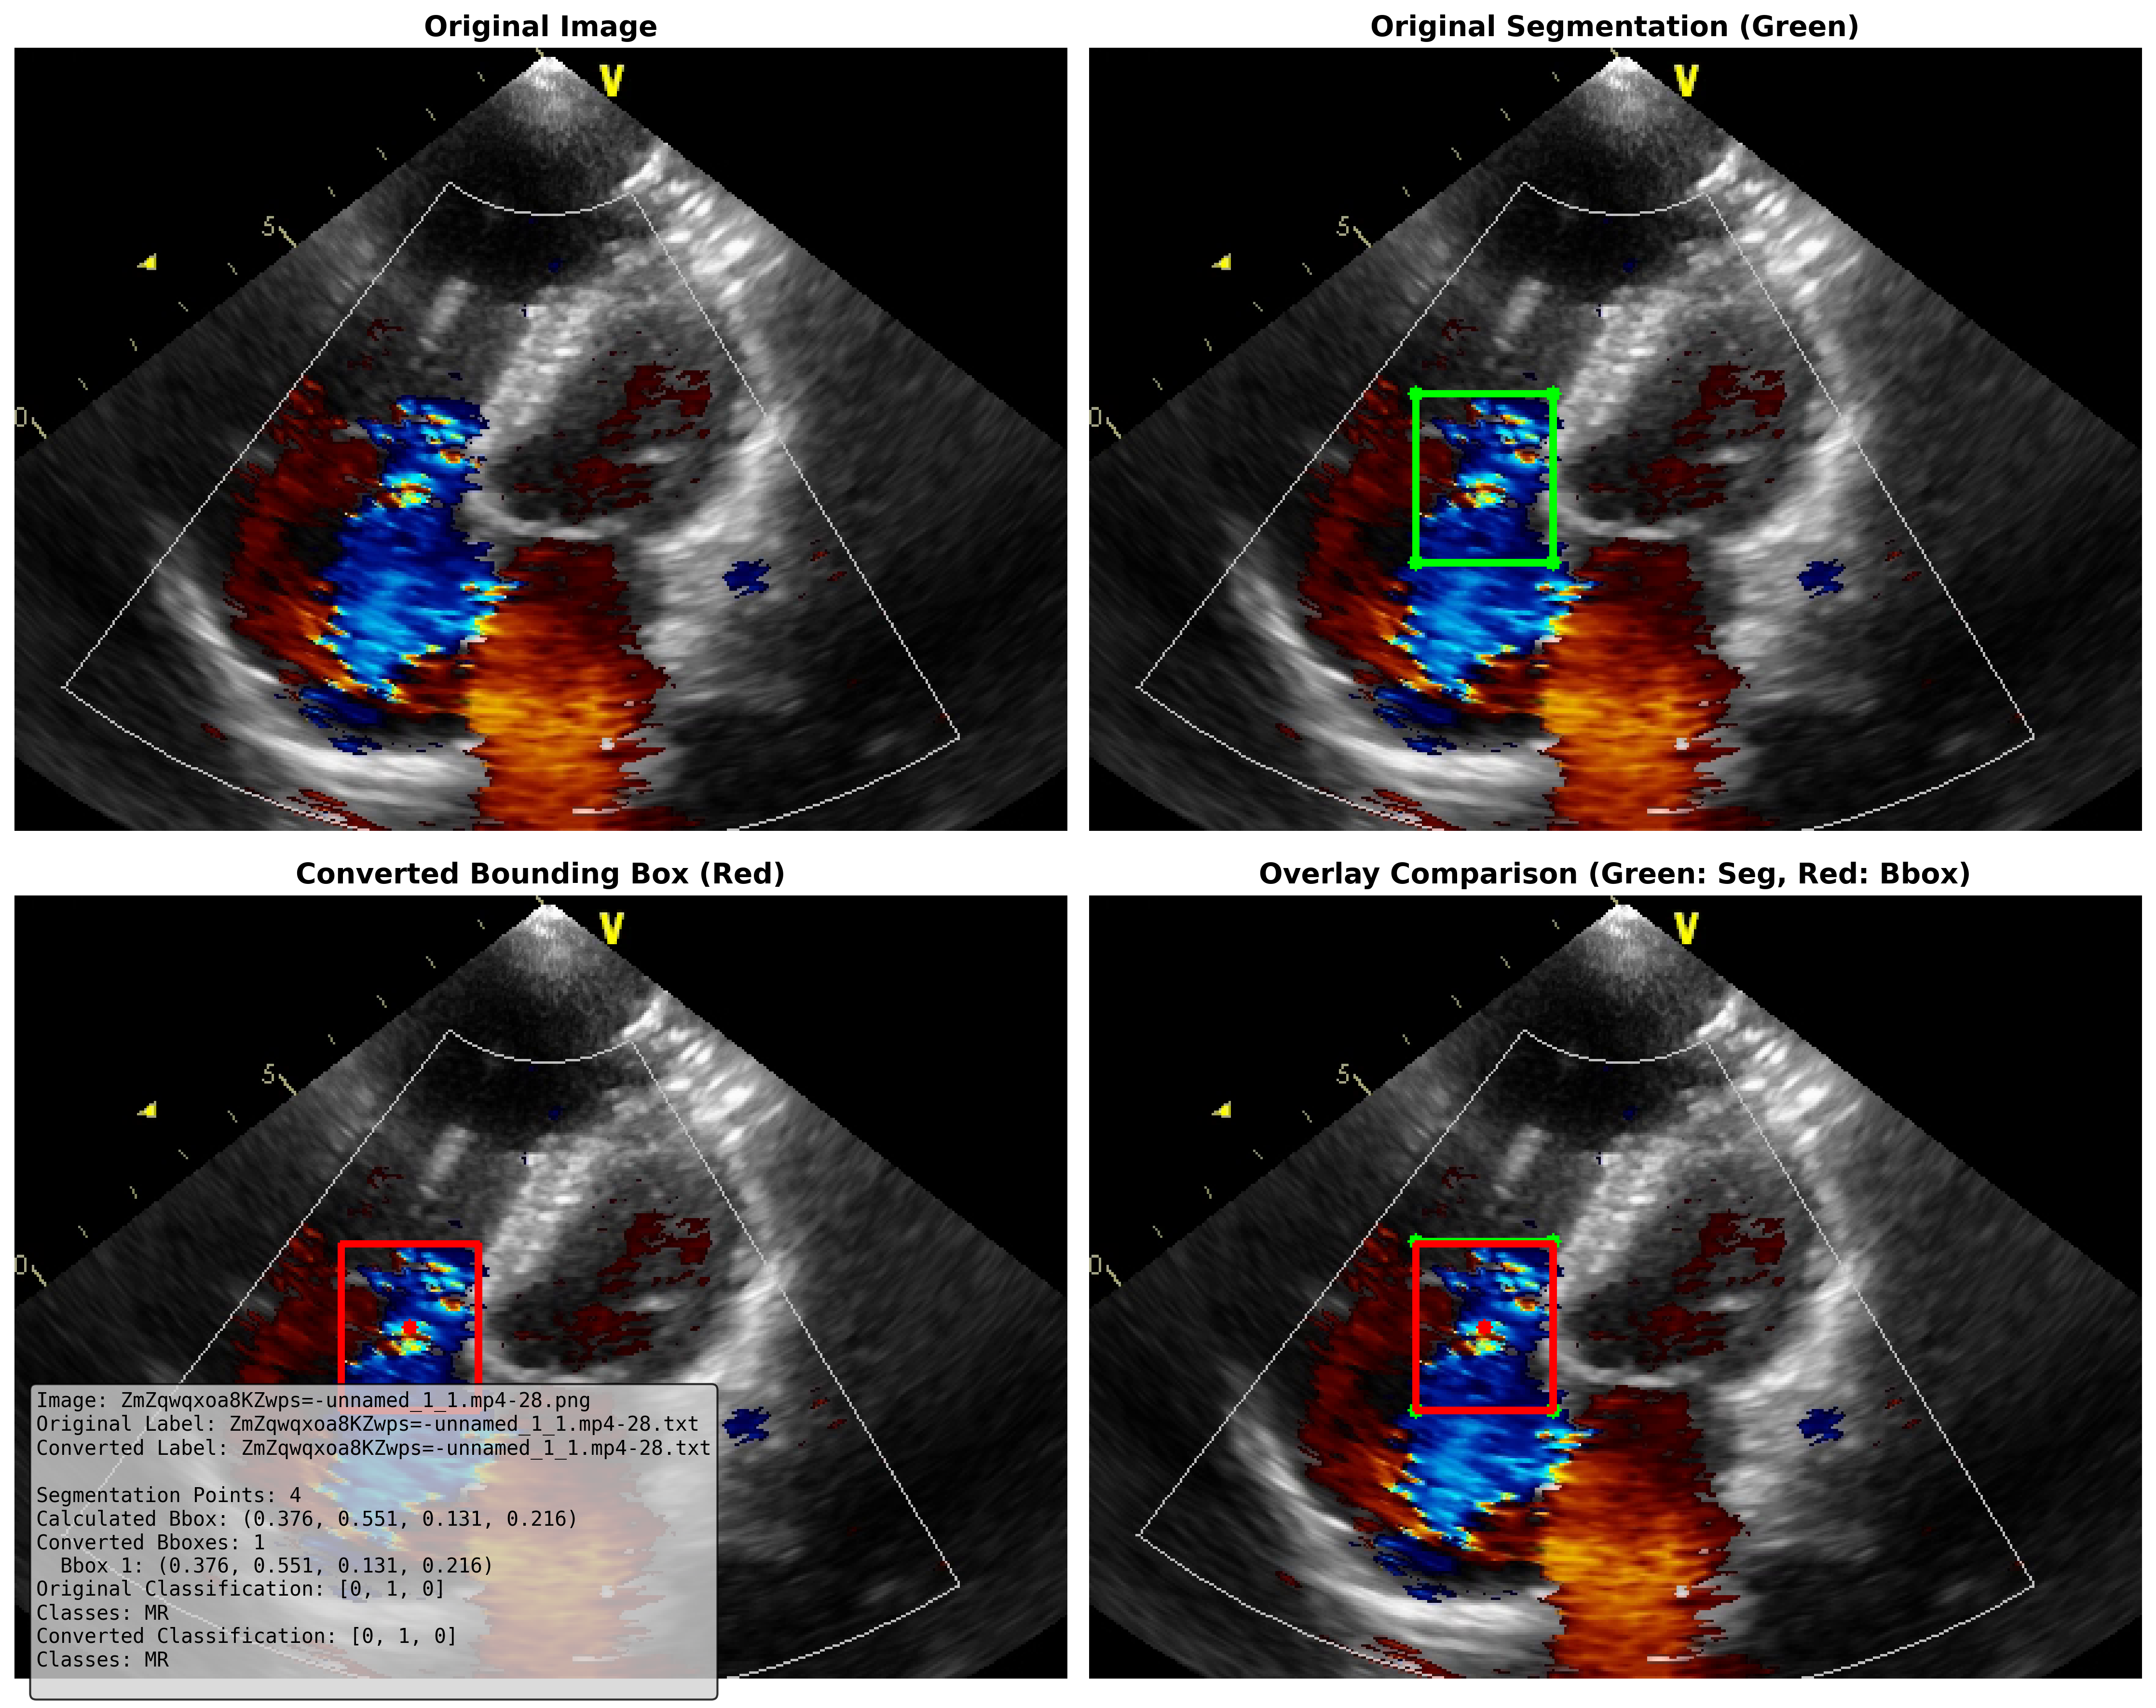 Original Image
Original Segmentation (Green)
V
5
0
V
5
0
Converted Bounding Box (Red)
Overlay Comparison (Green: Seg, Red: Bbox)
V
5
0
V
5
0
Image: ZmZqwqxoa8KZwps=-unnamed_1_1.mp4-28.png
Original Label: ZmZqwqxoa8KZwps=-unnamed_1_1.mp4-28.txt
Converted Label: ZmZqwqxoa8KZwps=-unnamed_1_1.mp4-28.txt
Segmentation Points: 4
Calculated Bbox: (0.376, 0.551, 0.131, 0.216)
Converted Bboxes: 1
Bbox 1: (0.376, 0.551, 0.131, 0.216)
Original Classification: [0, 1, 0]
Classes: MR
Converted Classification: [0, 1, 0]
Classes: MR